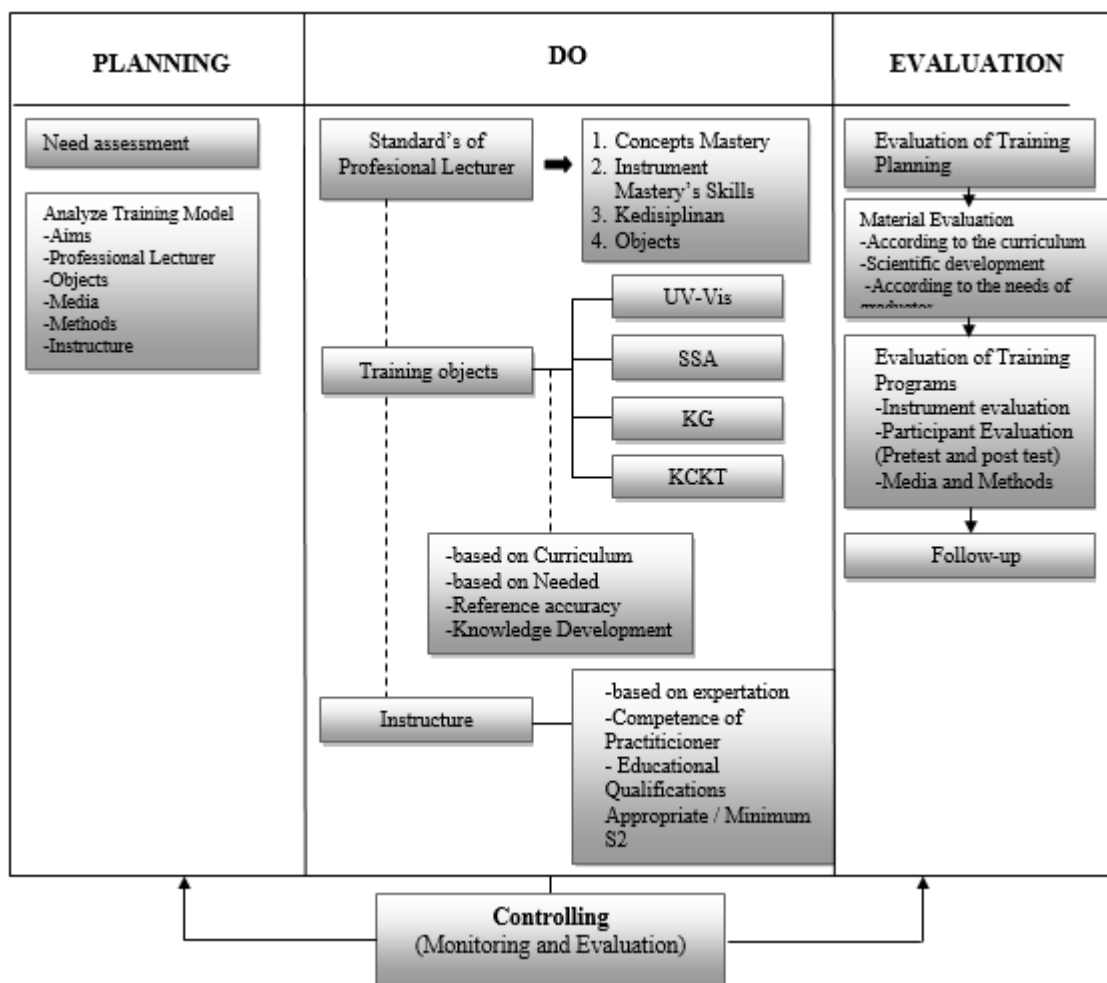 PLANNING
Need assessment
Analyze Training Model
-Aims
-Professional Lecturer
-Objects
-Media
-Methods
-Instructure
DO
Standard's of
Profesional Lecturer
1. Concepts Mastery
2. Instrument
Mastery's Skills
3. Kedisiplinan
4. Objects
Training objects
UV-Vis
SSA
KG
KCKT
-based on Curriculum
-based on Needed
-Reference accuracy
-Knowledge Development
Instructure
-based on expertation
-Competence of
Practicioner
- Educational
Qualifications
Appropriate / Minimum
S2
EVALUATION
Evaluation of Training
Planning
Material Evaluation
-According to the curriculum
-Scientific development
-According to the needs of
Evaluation of Training
Programs
-Instrument evaluation
-Participant Evaluation
(Pretest and post test)
-Media and Methods
Follow-up
Controlling
(Monitoring and Evaluation)